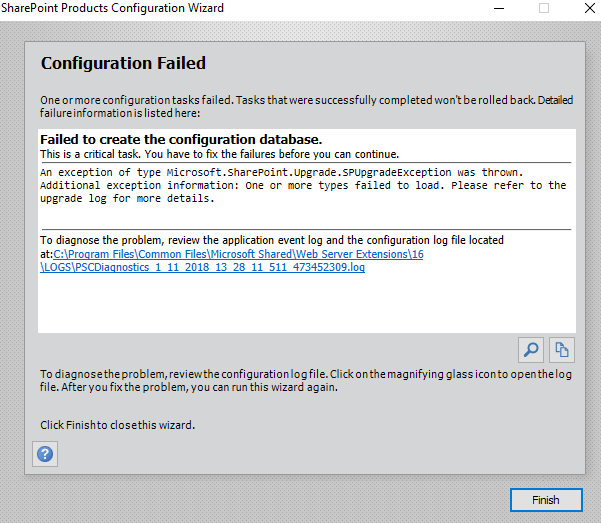 SharePoint Products Configuration Wizard
Configuration Failed
One or more configuration tasks failed. Tasks that were successfully completed won't be rolled back. Detailed
failure information is listed here:
Failed to create the configuration database.
This is a critical task. You have to fix the failures before you can continue.
An exception of type Microsoft.SharePoint.Upgrade.SPUpgradeException was thrown.
Additional exception information: One or more types failed to load. Please refer to the
upgrade log for more details.
To diagnose the problem, review the application event log and the configuration log file located
at:C:\Program Files\Common Files\Microsoft Shared\Web Server Extensions\16
\LOGS\PSCDiagnostics_1_11_2018_13_28_11_511_473452309.log
To diagnose the problem, review the configuration log file. Click on the magnifying glass icon to open the log
file. After you fix the problem, you can run this wizard again.
Click Finish to close this wizard.
?
Finish